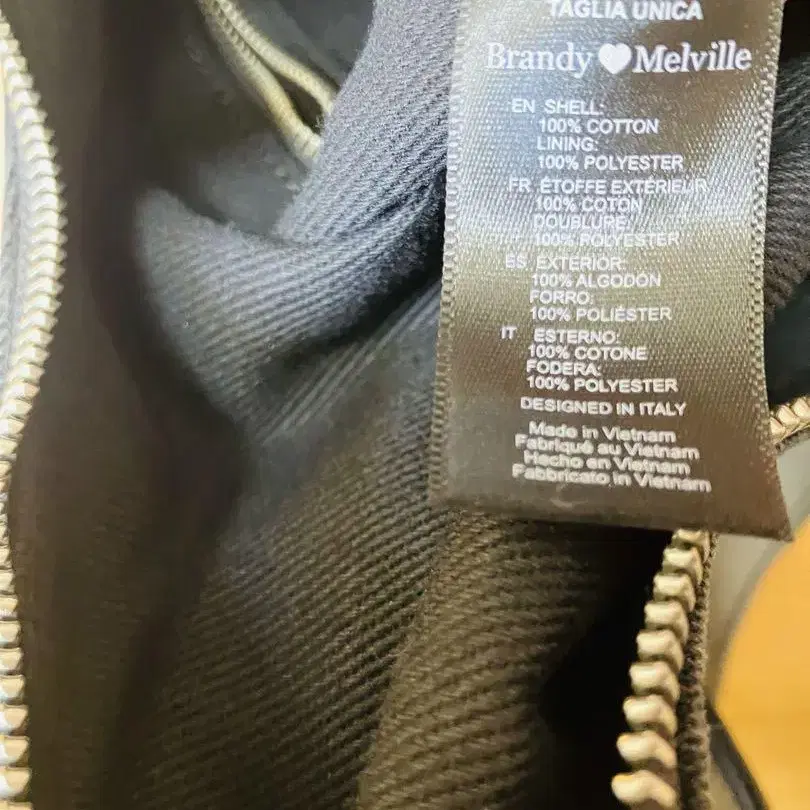 TAGLIA UNICA
Brandy♥Melville
EN SHELL:
100% COTTON
LINING:
100% POLYESTER
FR ÉTOFFE EXTÉRIEUR
100% COTON
DOUBLURE:
100% POLYESTER
ES EXTERIOR:
100% ALGODÓN
FORRO:
100% POLIÉSTER
IT ESTERNO:
100% COTONE
FODERA:
100% POLYESTER
DESIGNED IN ITALY
Made in Vietnam
Fabriqué au Vietnam
Hecho en Vietnam
Fabbricato in Vietnam